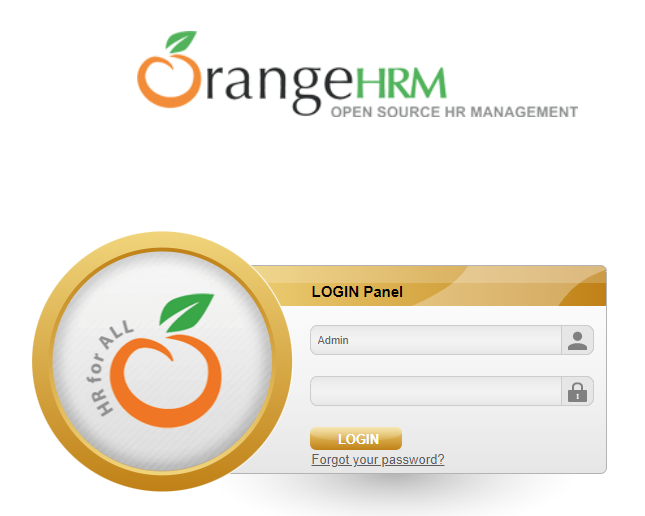 OrangeHRM
OPEN SOURCE HR MANAGEMENT
HR for ALL
LOGIN Panel
Admin
LOGIN
Forgot your password?